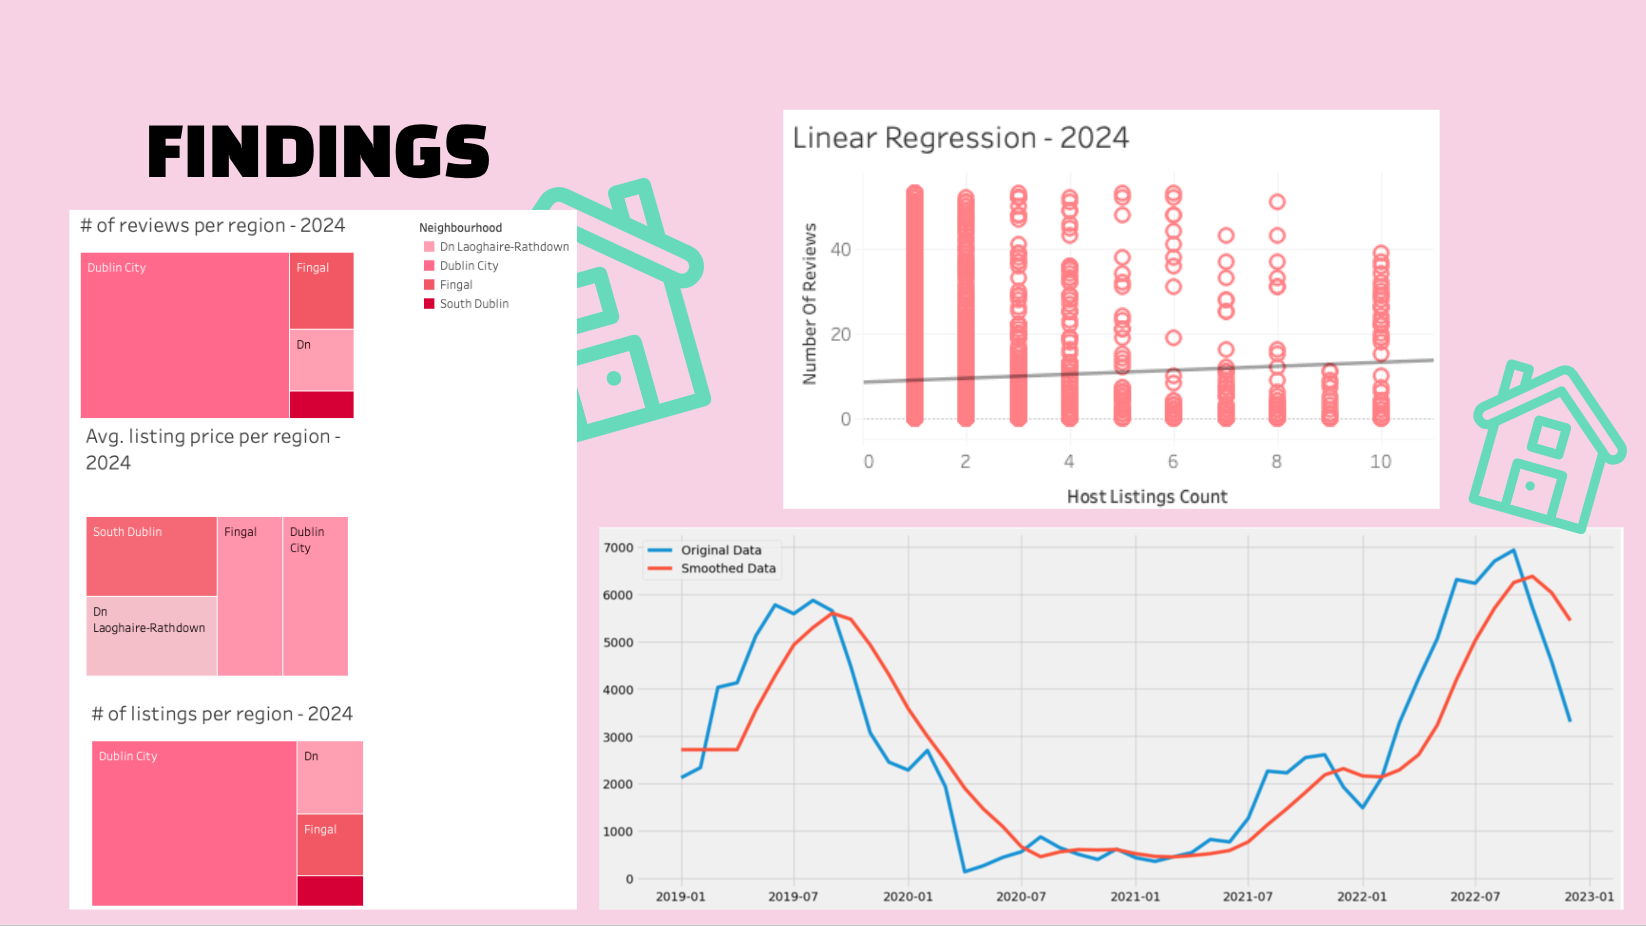 FINDINGS
# of reviews per region - 2024
Dublin City
Fingal
Dn
Neighbourhood
Dn Laoghaire-Rathdown
Dublin City
Fingal
South Dublin
Avg. listing price per region -
2024
South Dublin
Fingal
Dublin
City
Dn
Laoghaire-Rathdown
# of listings per region - 2024
Dublin City
Dn
Fingal
Linear Regression - 2024
Number Of Reviews
40
20
0
0 2 4 6 8 10
Host Listings Count
Original Data
Smoothed Data
7000
6000
5000
4000
3000
2000
1000
0
2019-01 2019-07 2020-01 2020-07 2021-01 2021-07 2022-01 2022-07 2023-01